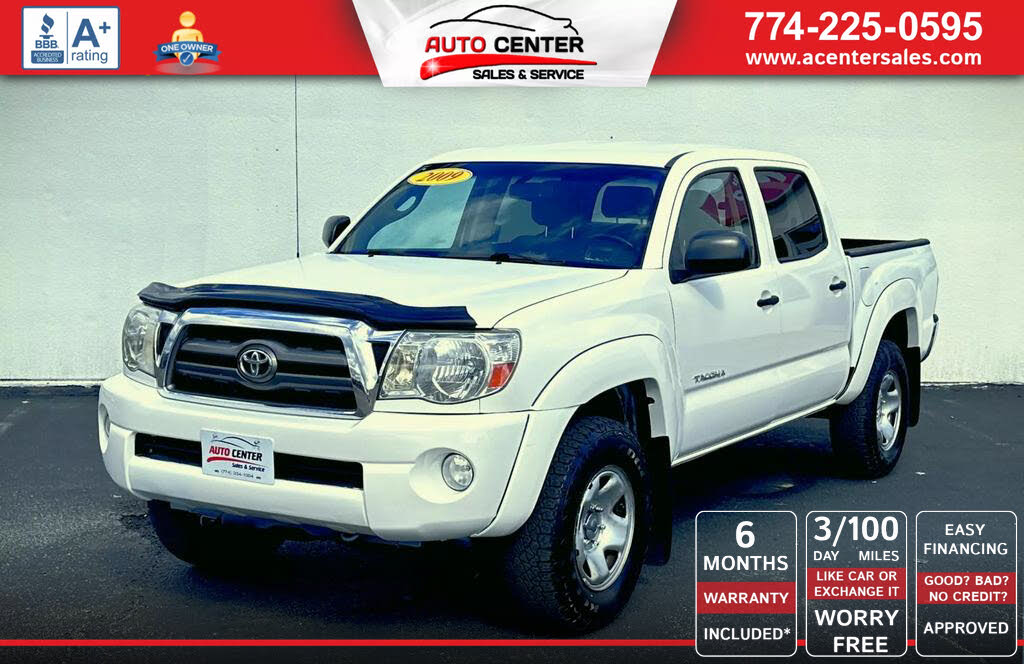 BBB
ACCREDITED
BUSINESS
A+
rating
ONE OWNER
AUTO CENTER
SALES & SERVICE
774-225-0595
www.acentersales.com
2009
TACOMA
AUTO CENTER
Sales & Service
6
MONTHS
WARRANTY
INCLUDED*
3/100
DAY MILES
LIKE CAR OR
EXCHANGE IT
WORRY
FREE
EASY
FINANCING
GOOD? BAD?
NO CREDIT?
APPROVED